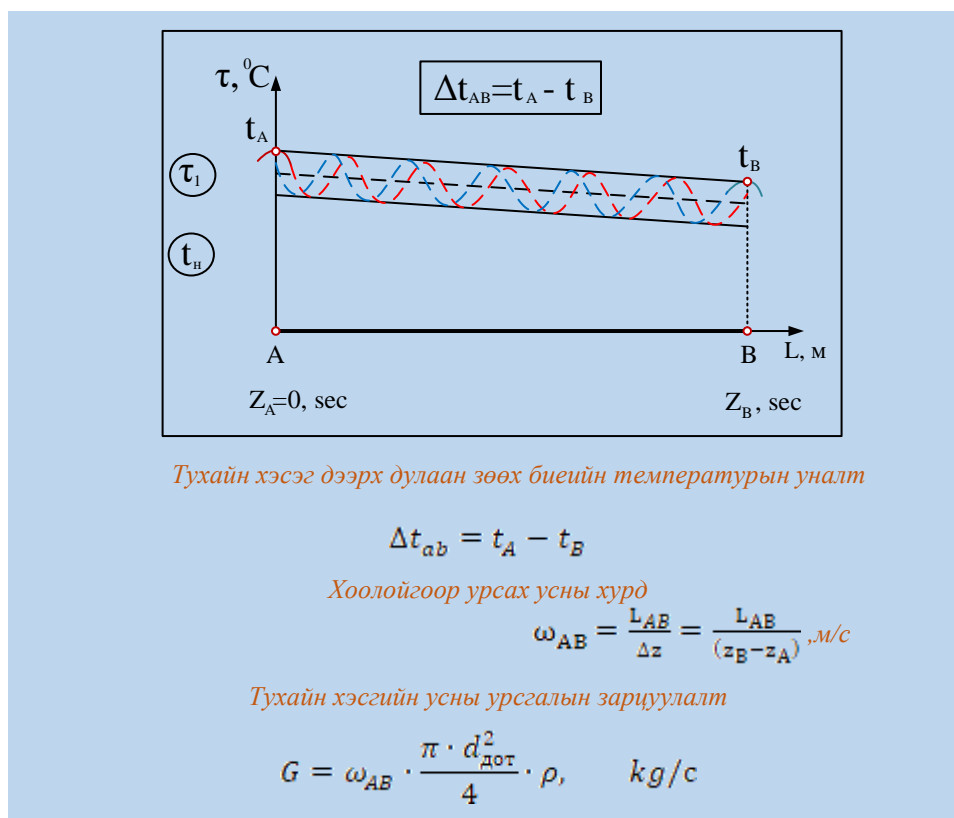 τ, ⁰C
Δt_AB=t_A - t_B
t_A
t_B
τ₁
t_н
A
B
L, м
Z_A=0, sec
Z_B, sec
Тухайн хэсэг дээрх дулаан зөөх биеийн температурын уналт
Δt_ab = t_A − t_B
Хоолойгоор урсах усны хурд
ω_AB = L_AB / Δz = L_AB / (z_B−z_A) ,м/с
Тухайн хэсгийн усны урсгалын зарцуулалт
G = ω_AB · π · d²_дот / 4 · ρ, kg/c